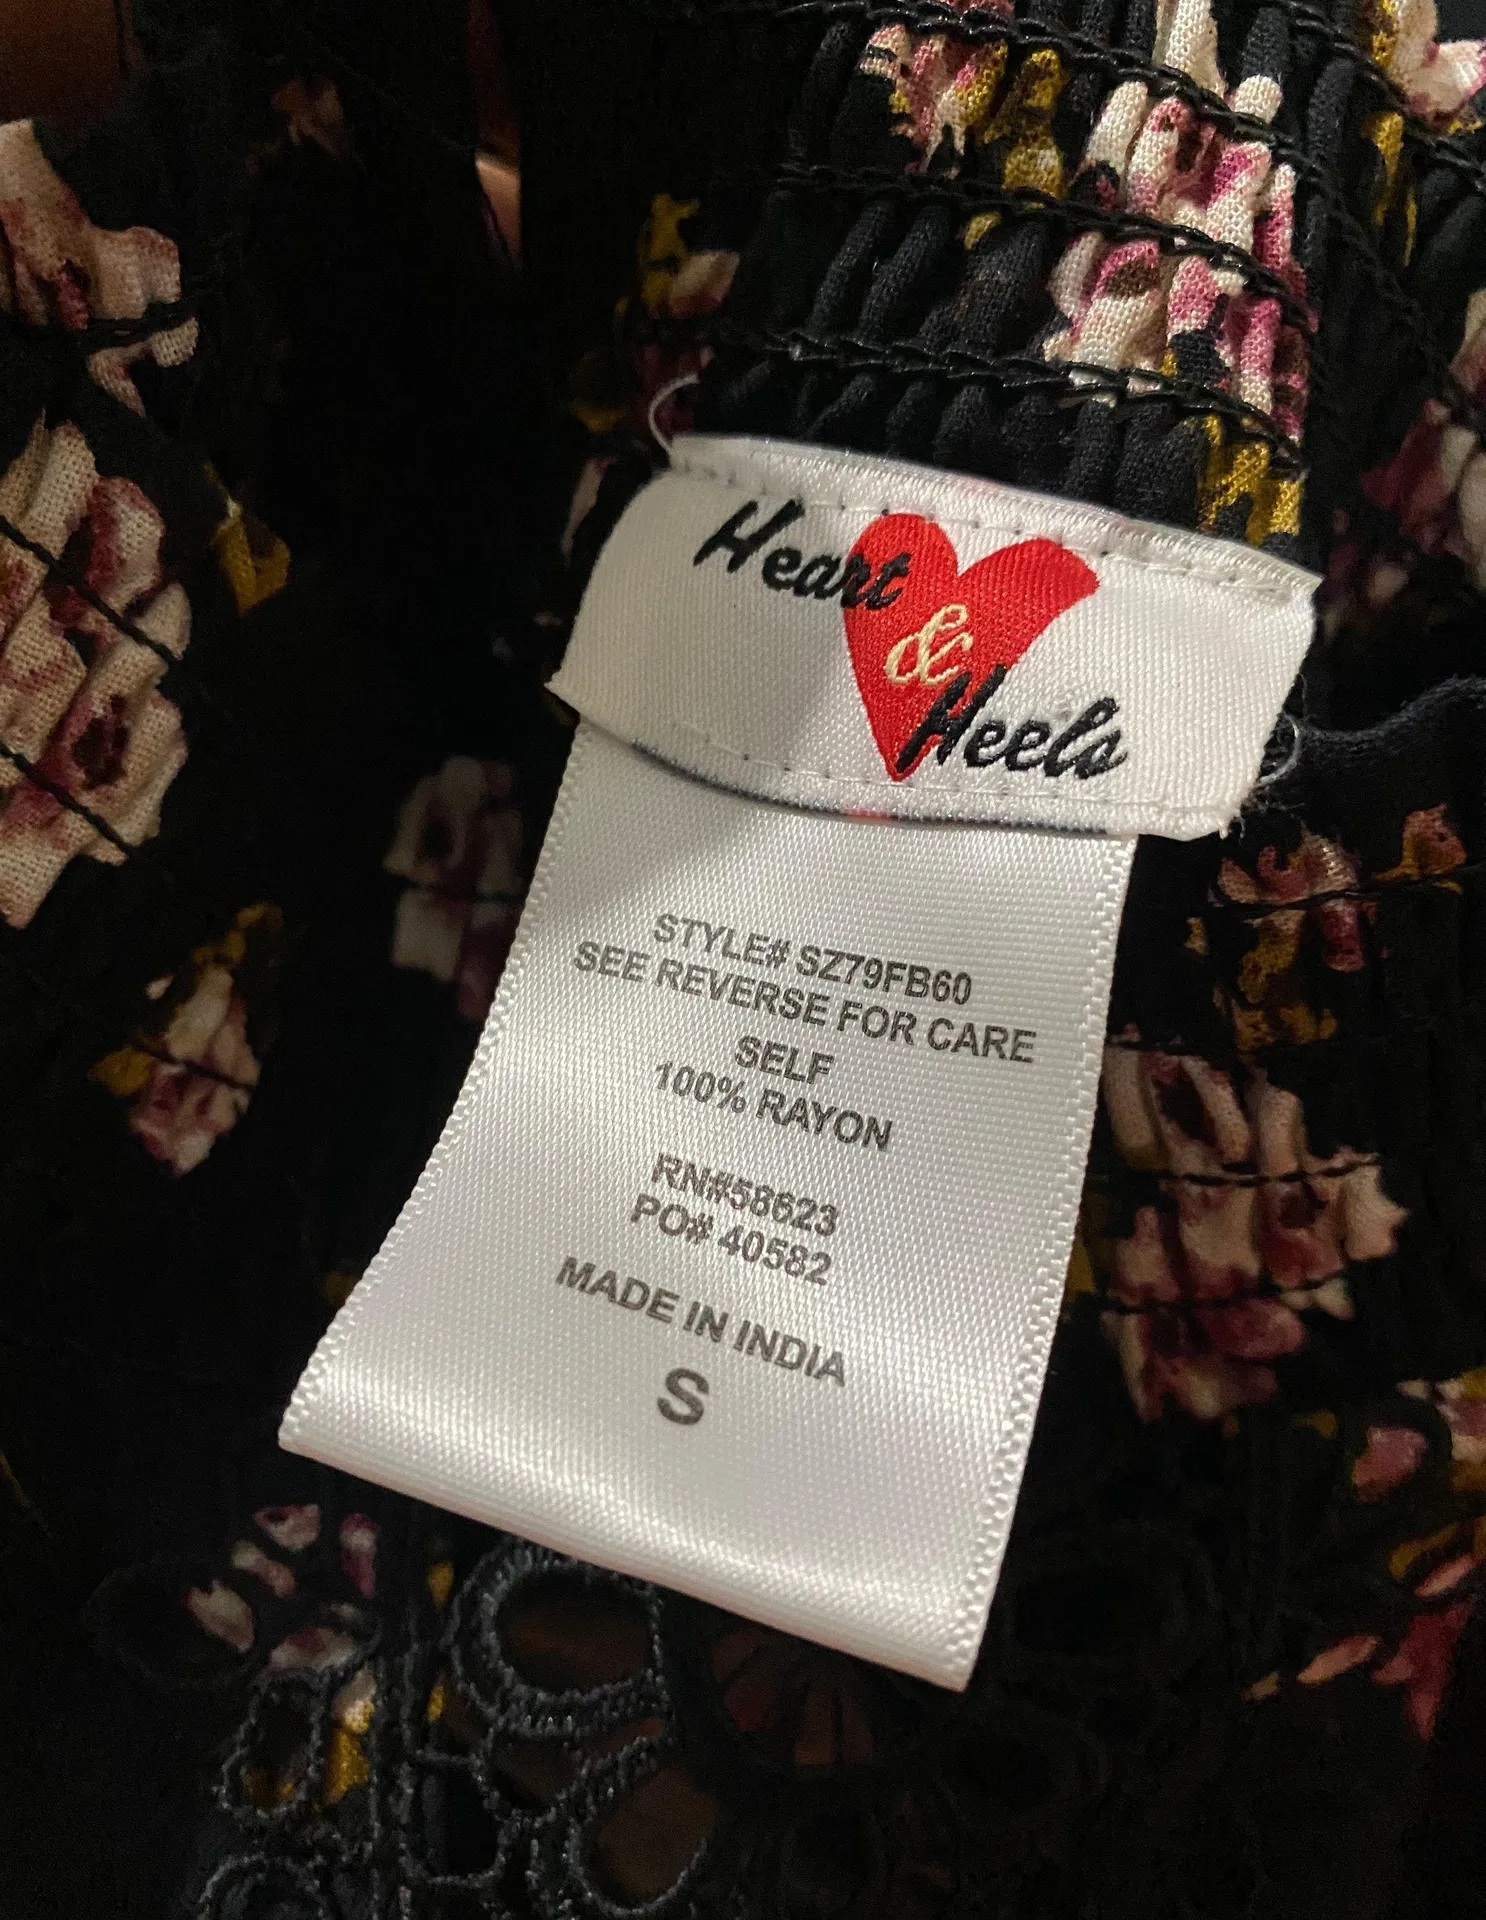 Heart
&
Heels
STYLE# SZ79FB60
SEE REVERSE FOR CARE
SELF
100% RAYON
RN#58623
PO# 40582
MADE IN INDIA
S